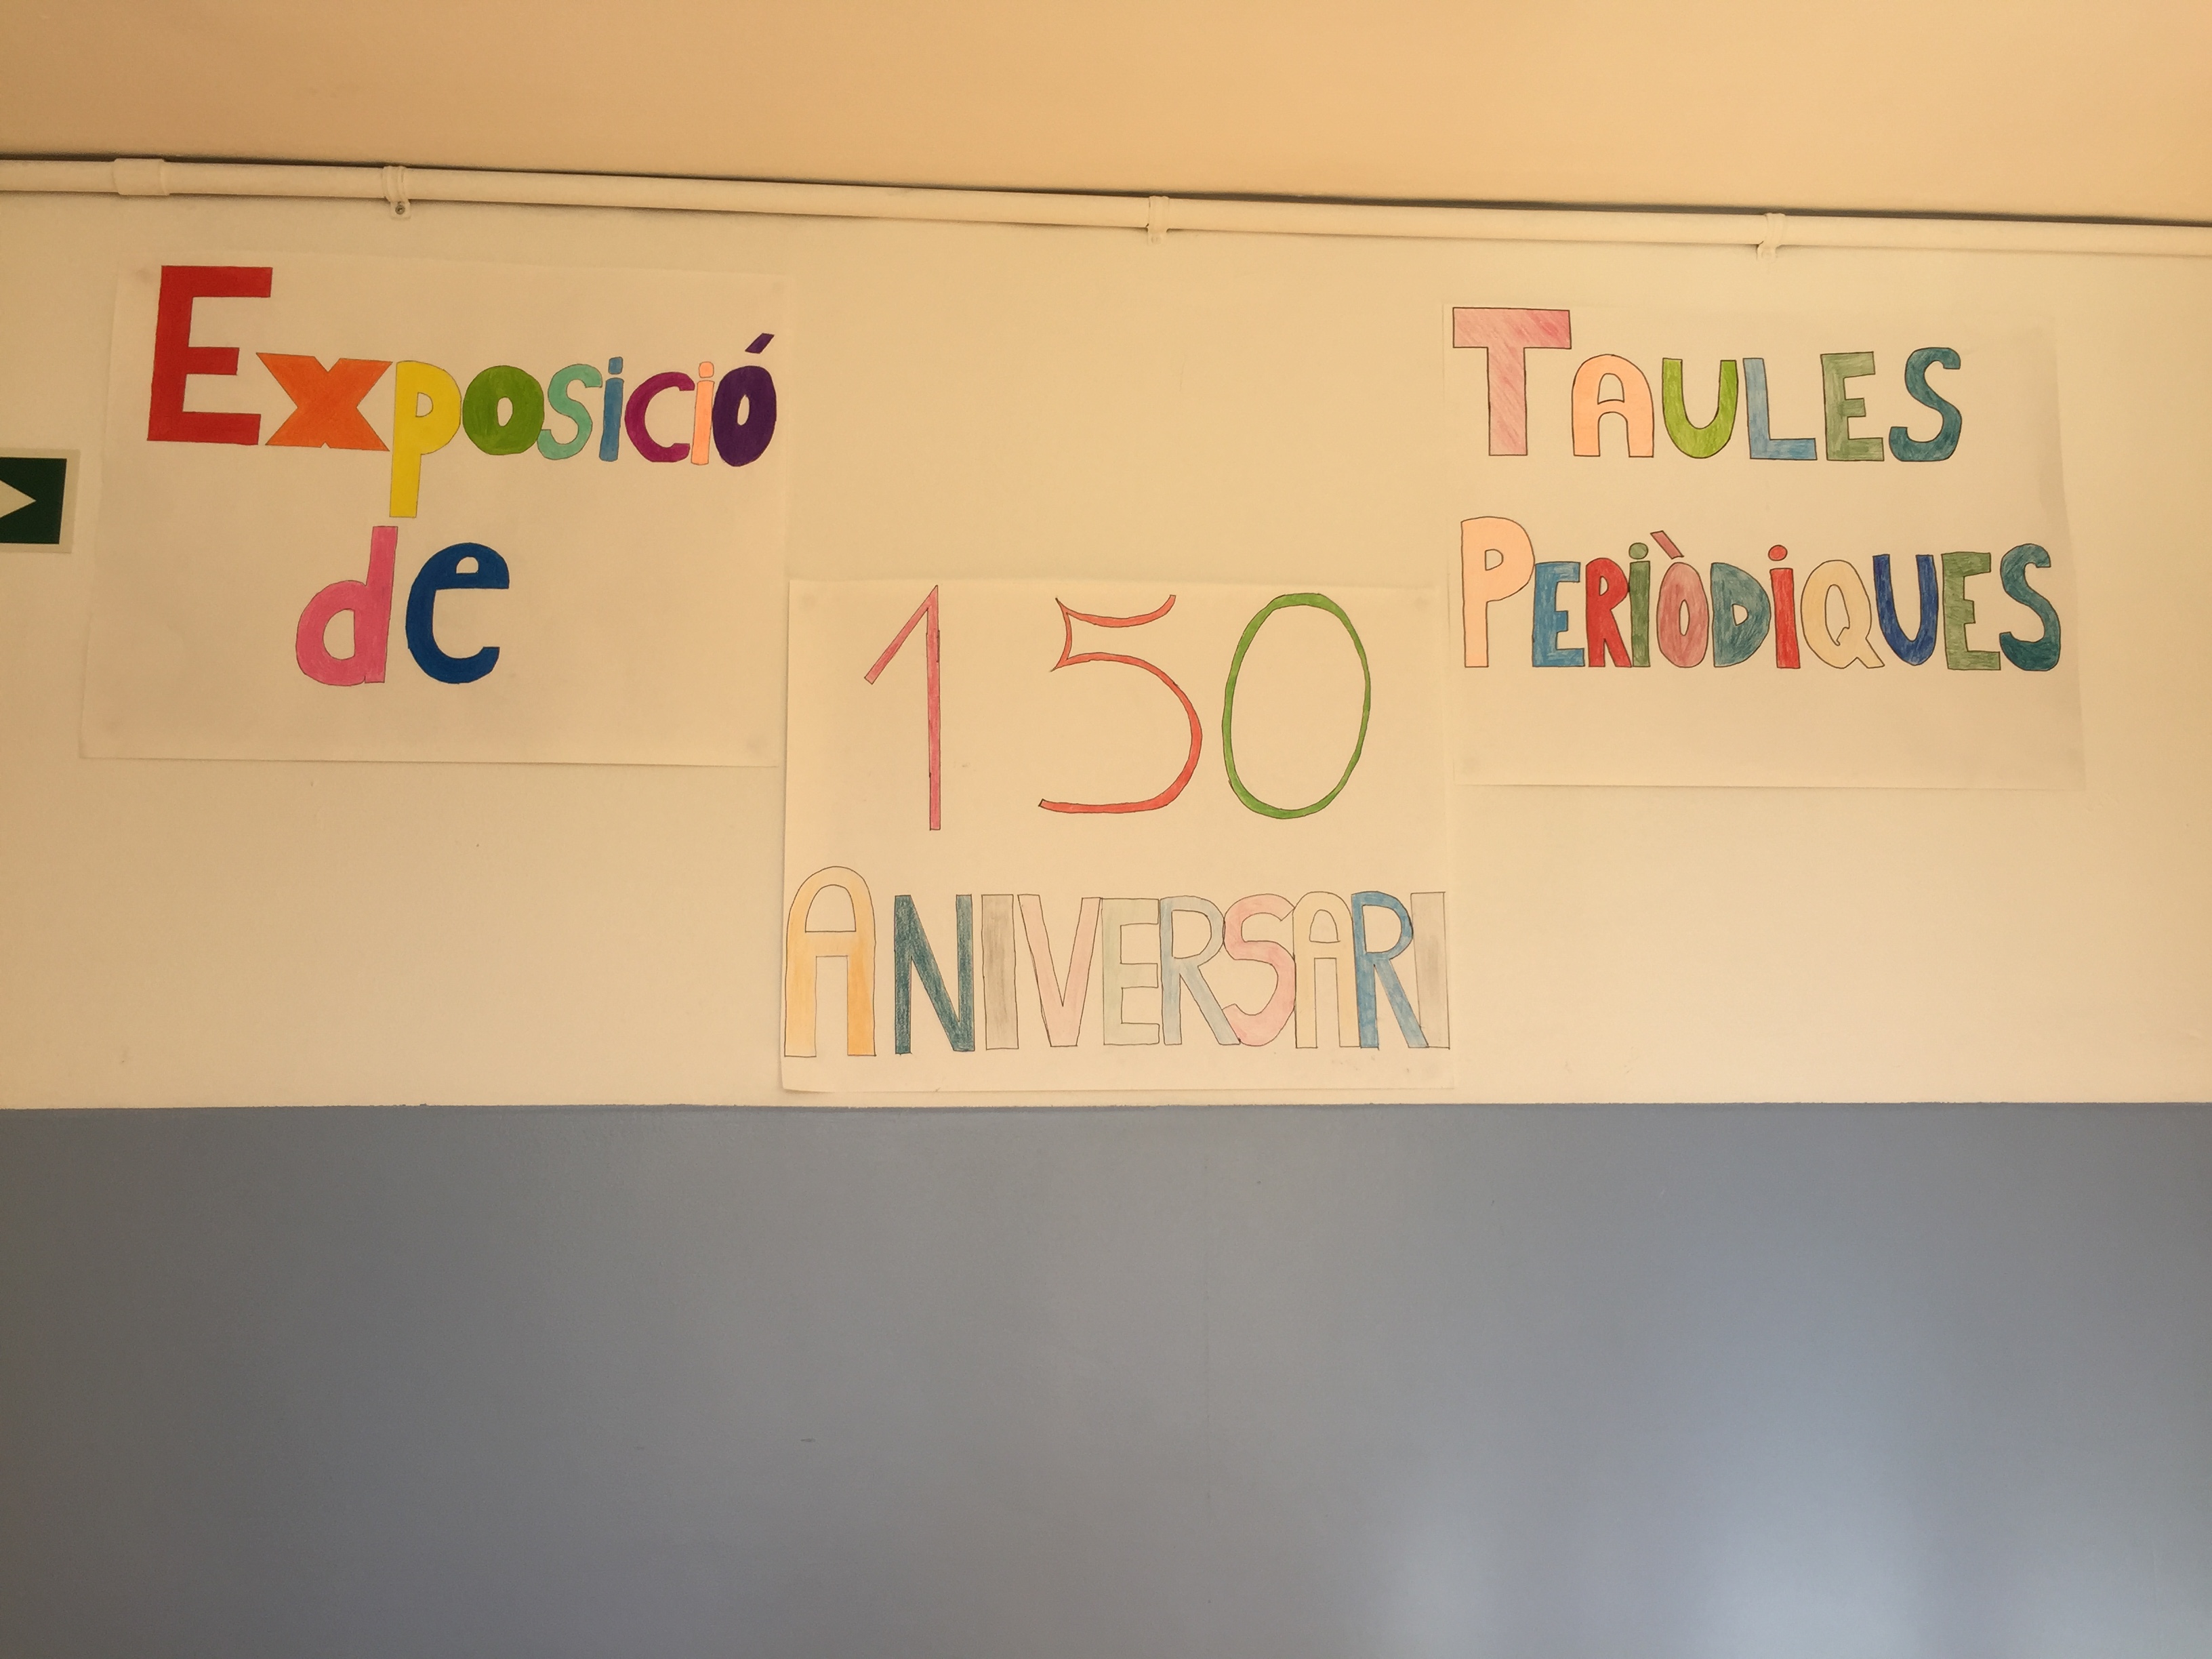 Exposició
de
TAULES
PERiÒDiQUES
150
ANIVERSARI